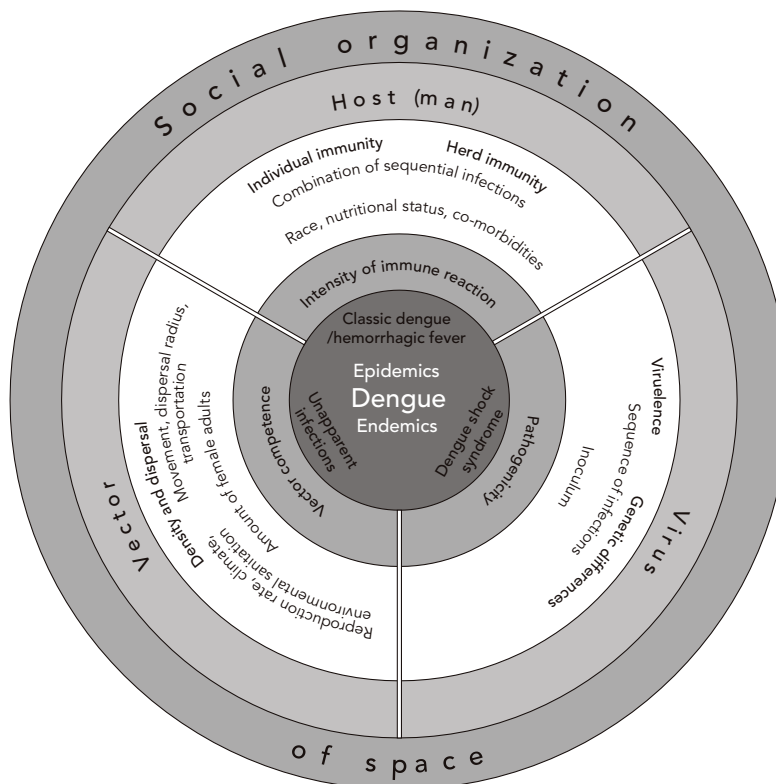 Social organization
Host (man)
Individual immunity
Herd immunity
Combination of sequential infections
Race, nutritional status, co-morbidities
Intensity of immune reaction
Classic dengue
/hemorrhagic fever
Epidemics
Dengue
Endemics
Unapparent
infections
Dengue shock
syndrome
Vector competence
Pathogenicity
Vector
Density and dispersal
Movement, dispersal radius,
transportation
Amount of female adults
Reproduction rate, climate,
environmental sanitation
Virus
Viruelence
Sequence of infections
Inoculum
Genetic differences
of space